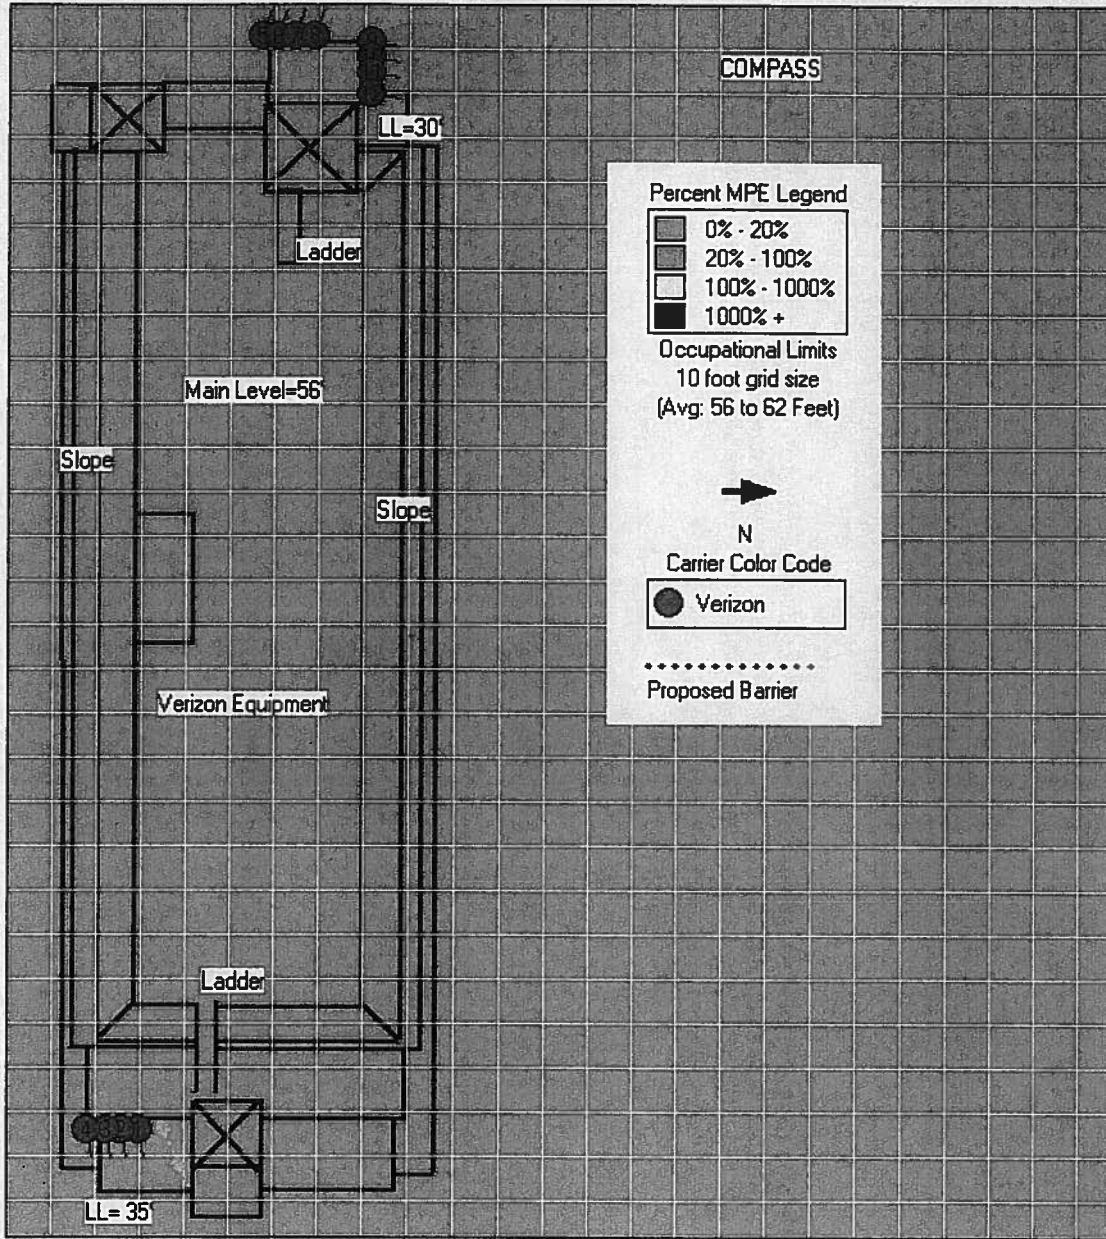 COMPASS
LL=30'
Percent MPE Legend
0% - 20%
20% - 100%
100% - 1000%
1000% +
Occupational Limits
10 foot grid size
(Avg: 56 to 62 Feet)
N
Carrier Color Code
Verizon
Proposed Barrier
Ladder
Main Level=56'
Slope
Slope
Verizon Equipment
Ladder
LL= 35'